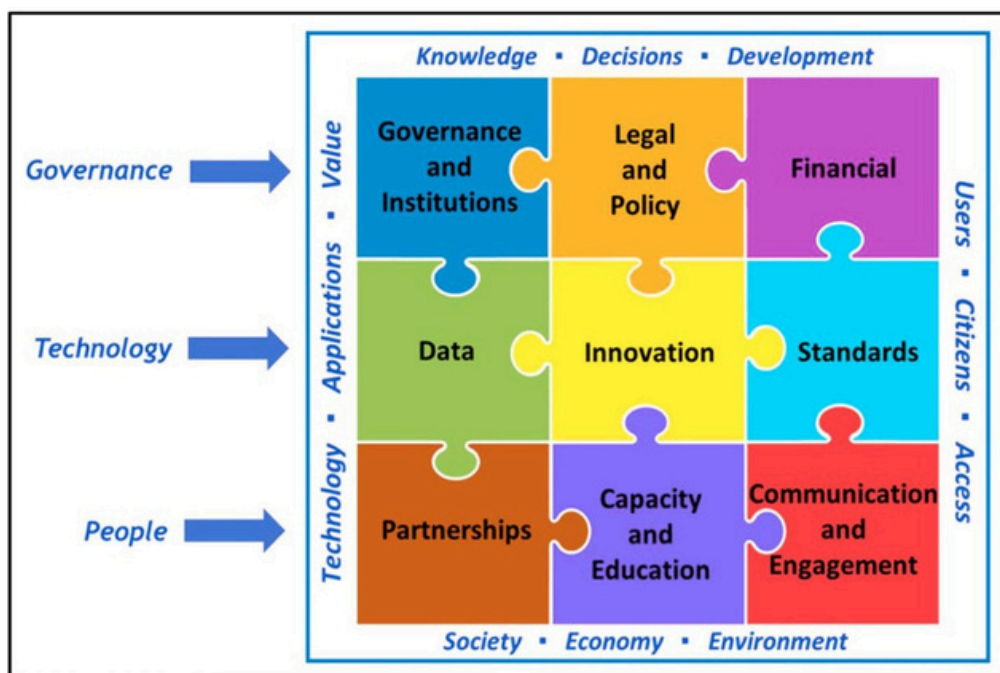 Knowledge ▪ Decisions ▪ Development
Governance
Technology
People
Technology ▪ Applications ▪ Value
Governance
and
Institutions
Legal
and
Policy
Financial
Data
Innovation
Standards
Partnerships
Capacity
and
Education
Communication
and
Engagement
Users ▪ Citizens ▪ Access
Society ▪ Economy ▪ Environment